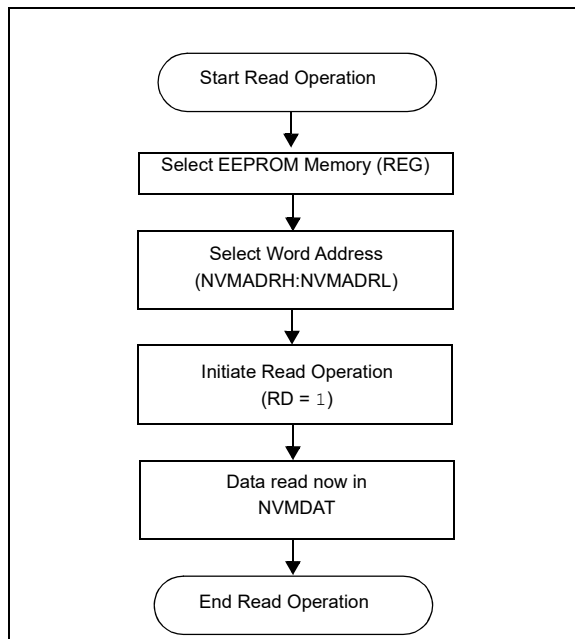 Start Read Operation
Select EEPROM Memory (REG)
Select Word Address
(NVMADRH:NVMADRL)
Initiate Read Operation
(RD = 1)
Data read now in
NVMDAT
End Read Operation